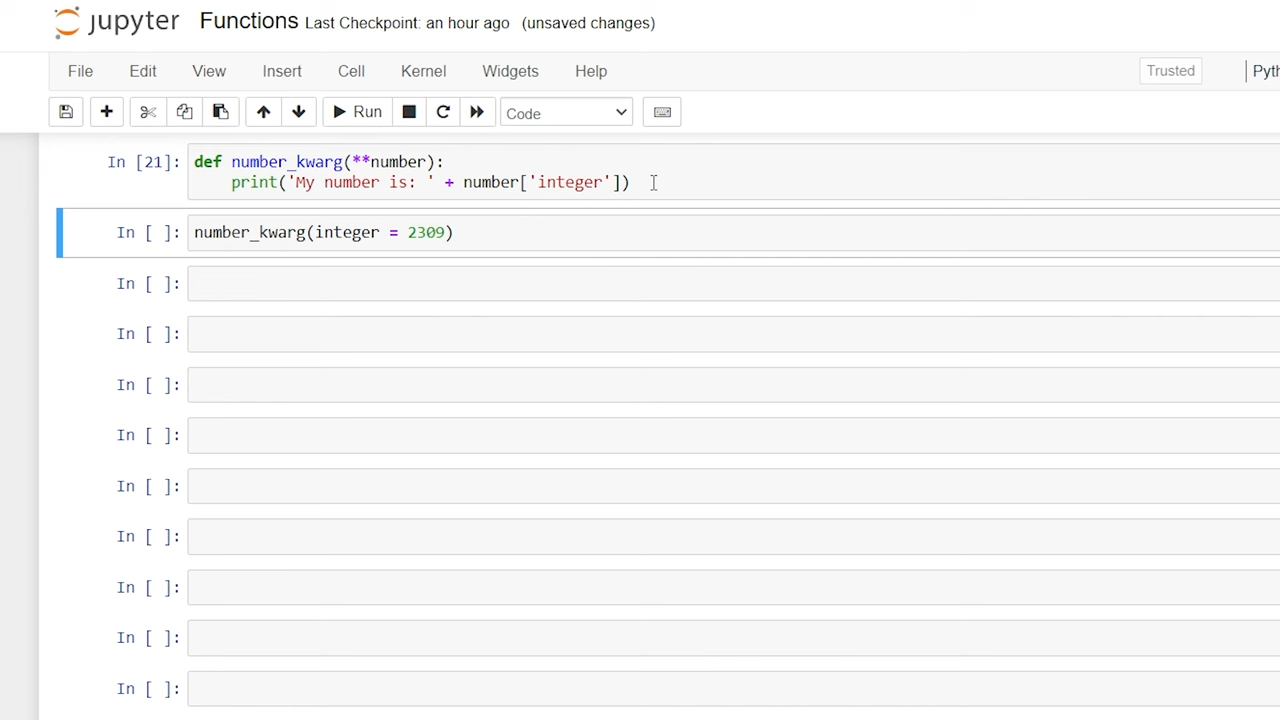 jupyter Functions Last Checkpoint: an hour ago (unsaved changes)
File Edit View Insert Cell Kernel Widgets Help Trusted Pyth
Run Code
In [21]: def number_kwarg(**number):
print('My number is: ' + number['integer'])
In [ ]: number_kwarg(integer = 2309)
In [ ]:
In [ ]:
In [ ]:
In [ ]:
In [ ]:
In [ ]:
In [ ]:
In [ ]:
In [ ]: